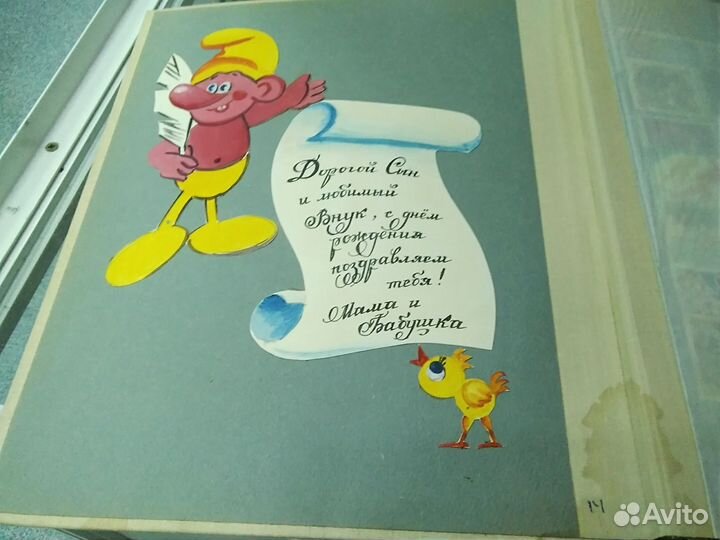 Дорогой Сын
и любимый
Внук, с днём
рождения
поздравляем
тебя!
Мама и
Бабушка
14
Avito